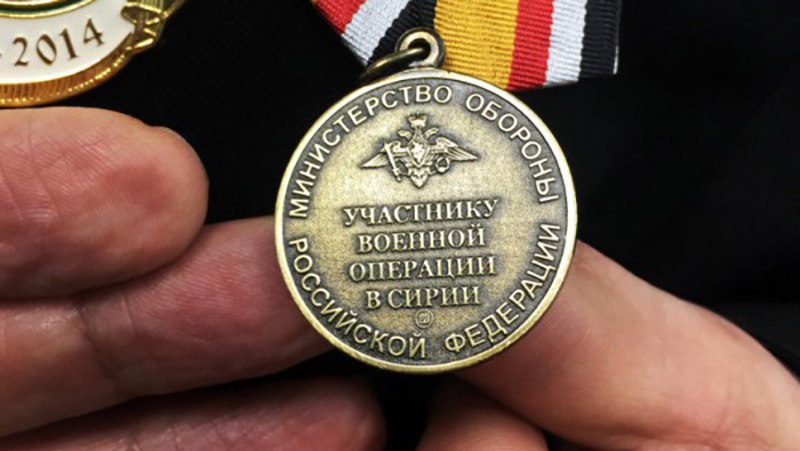 2014
МИНИСТЕРСТВО ОБОРОНЫ
УЧАСТНИКУ
ВОЕННОЙ
ОПЕРАЦИИ
В СИРИИ
РОССИЙСКОЙ ФЕДЕРАЦИИ